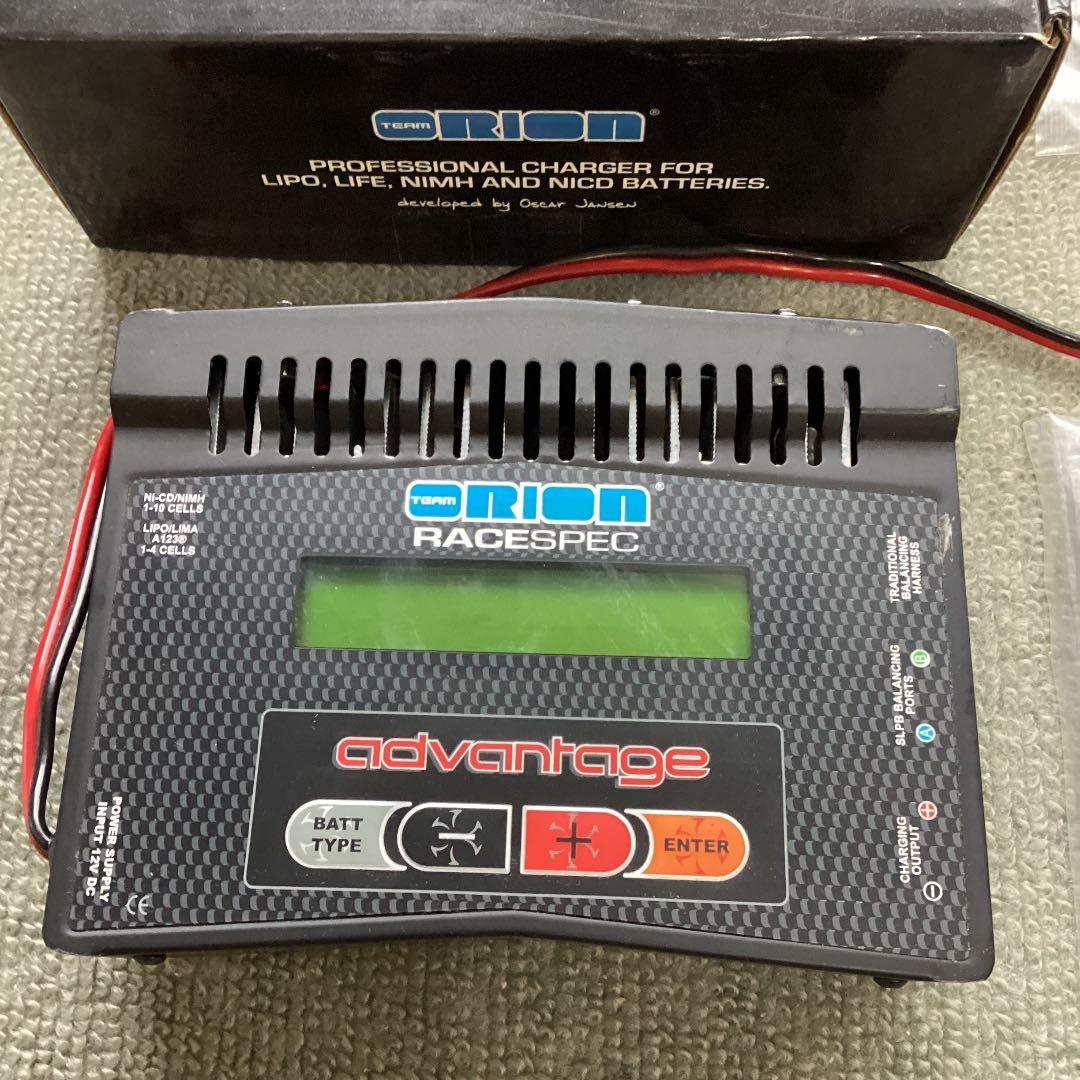 TEAM ORION®
PROFESSIONAL CHARGER FOR
LIPO, LIFE, NIMH AND NICD BATTERIES.
developed by Oscar Jansen
NI-CD/NIMH
1-10 CELLS
LIPO/LIMA
A123®
1-4 CELLS
TEAM ORION®
RACESPEC
TRADITIONAL
BALANCING
HARNESS
SLPB BALANCING
PORTS
B
A
advantage
BATT
TYPE
−
+
ENTER
CHARGING
OUTPUT
+
−
POWER SUPPLY
INPUT 12V DC
CE